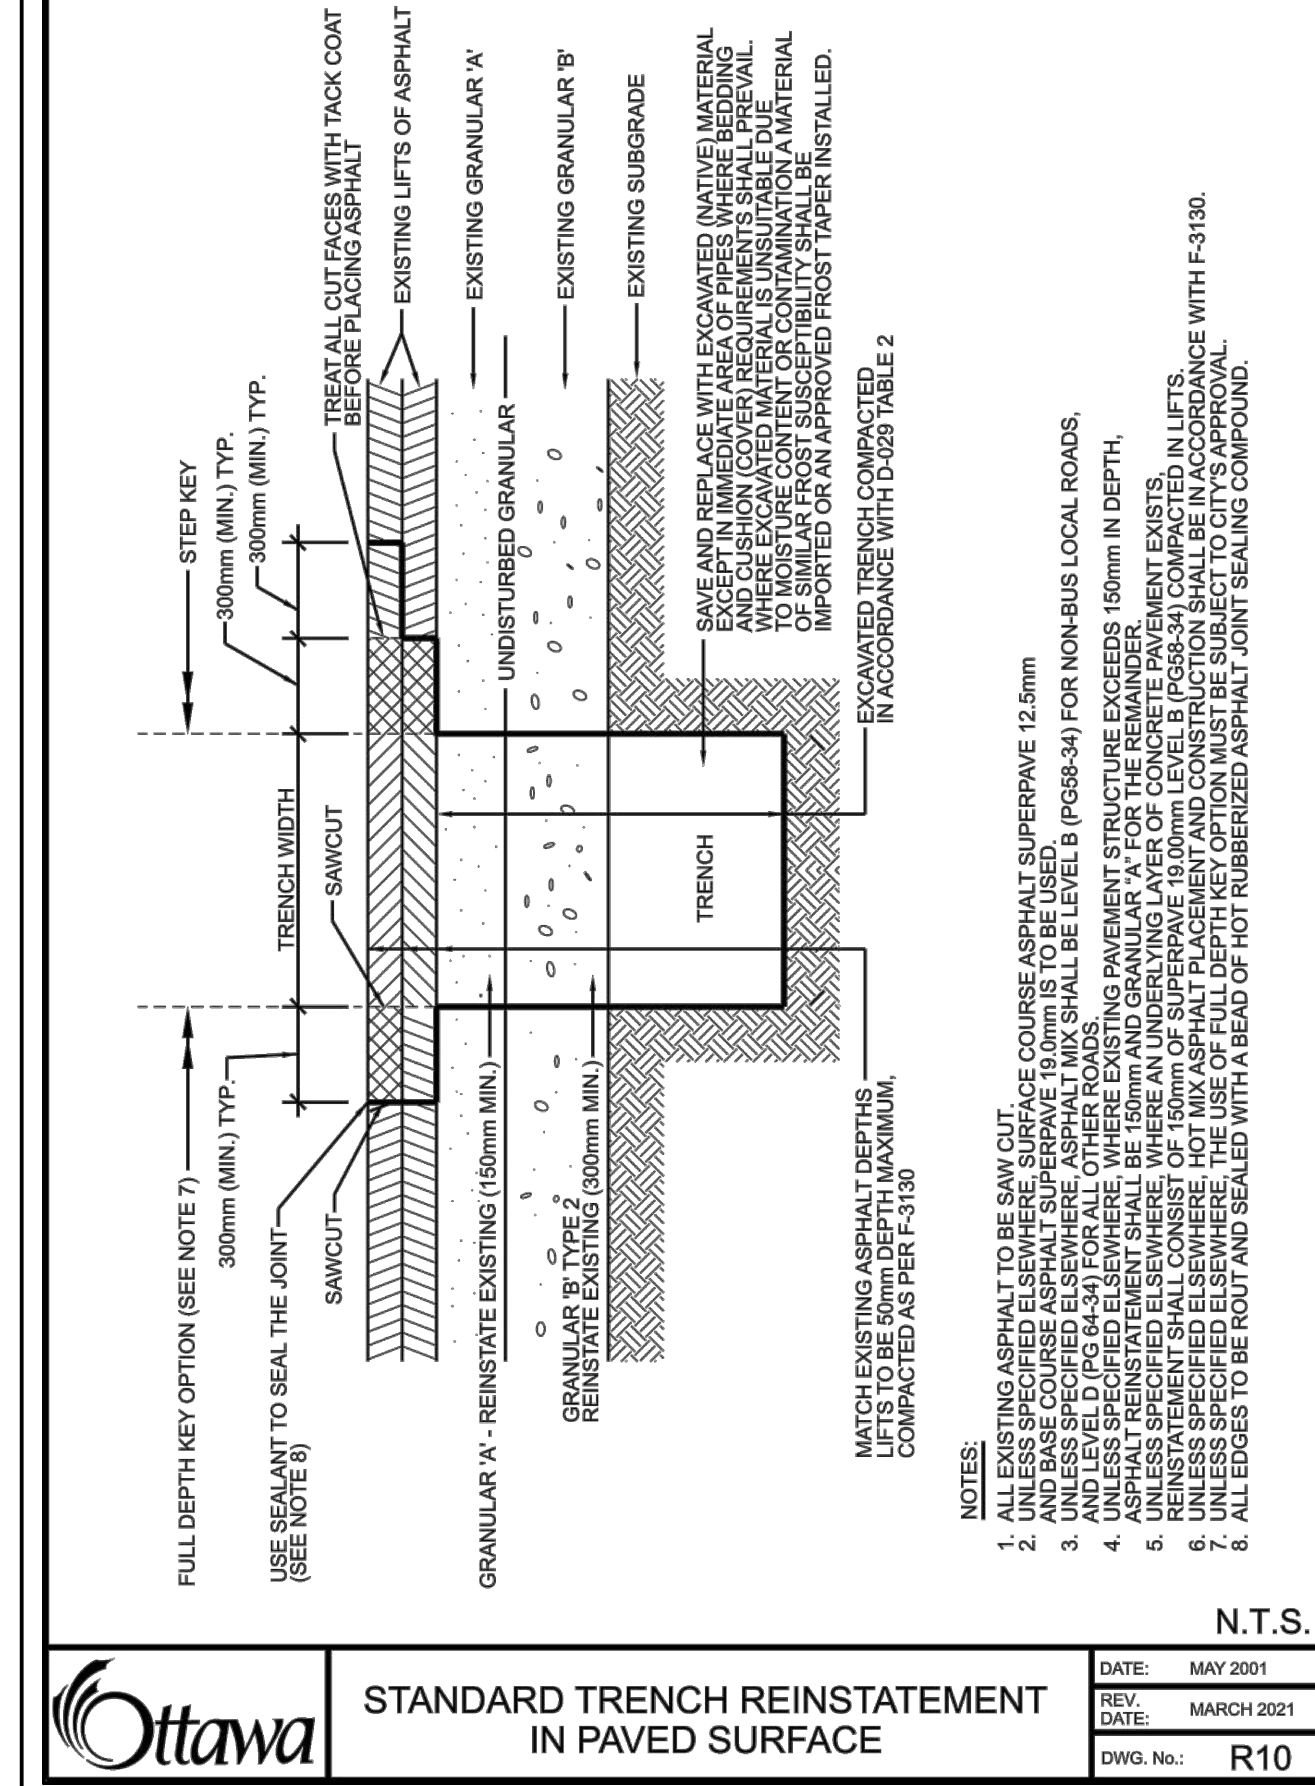 FULL DEPTH KEY OPTION (SEE NOTE 7)
STEP KEY
300mm (MIN.) TYP.
TRENCH WIDTH
300mm (MIN.) TYP.
300mm (MIN.) TYP.
USE SEALANT TO SEAL THE JOINT
(SEE NOTE 8)
SAWCUT
SAWCUT
TREAT ALL CUT FACES WITH TACK COAT
BEFORE PLACING ASPHALT
EXISTING LIFTS OF ASPHALT
EXISTING GRANULAR 'A'
UNDISTURBED GRANULAR
EXISTING GRANULAR 'B'
EXISTING SUBGRADE
GRANULAR 'A' - REINSTATE EXISTING (150mm MIN.)
GRANULAR 'B' TYPE 2
REINSTATE EXISTING (300mm MIN.)
TRENCH
SAVE AND REPLACE WITH EXCAVATED (NATIVE) MATERIAL
EXCEPT IN IMMEDIATE AREA OF PIPES WHERE BEDDING
AND CUSHION (COVER) REQUIREMENTS SHALL PREVAIL.
WHERE EXCAVATED MATERIAL IS UNSUITABLE DUE
TO MOISTURE CONTENT OR CONTAMINATION A MATERIAL
OF SIMILAR FROST SUSCEPTIBILITY SHALL BE
IMPORTED OR AN APPROVED FROST TAPER INSTALLED.
MATCH EXISTING ASPHALT DEPTHS
LIFTS TO BE 50mm DEPTH MAXIMUM,
COMPACTED AS PER F-3130
EXCAVATED TRENCH COMPACTED
IN ACCORDANCE WITH D-029 TABLE 2
NOTES:
1. ALL EXISTING ASPHALT TO BE SAW CUT.
2. UNLESS SPECIFIED ELSEWHERE, SURFACE COURSE ASPHALT SUPERPAVE 12.5mm
AND BASE COURSE ASPHALT SUPERPAVE 19.0mm IS TO BE USED.
3. UNLESS SPECIFIED ELSEWHERE, ASPHALT MIX SHALL BE LEVEL B (PG58-34) FOR NON-BUS LOCAL ROADS,
AND LEVEL D (PG 64-34) FOR ALL OTHER ROADS.
4. UNLESS SPECIFIED ELSEWHERE, WHERE EXISTING PAVEMENT STRUCTURE EXCEEDS 150mm IN DEPTH,
ASPHALT REINSTATEMENT SHALL BE 150mm AND GRANULAR "A" FOR THE REMAINDER.
5. UNLESS SPECIFIED ELSEWHERE, WHERE AN UNDERLYING LAYER OF CONCRETE PAVEMENT EXISTS,
REINSTATEMENT SHALL CONSIST OF 150mm OF SUPERPAVE 19.00mm LEVEL B (PG58-34) COMPACTED IN LIFTS.
6. UNLESS SPECIFIED ELSEWHERE, HOT MIX ASPHALT PLACEMENT AND CONSTRUCTION SHALL BE IN ACCORDANCE WITH F-3130.
7. UNLESS SPECIFIED ELSEWHERE, THE USE OF FULL DEPTH KEY OPTION MUST BE SUBJECT TO CITY'S APPROVAL.
8. ALL EDGES TO BE ROUT AND SEALED WITH A BEAD OF HOT RUBBERIZED ASPHALT JOINT SEALING COMPOUND.
N.T.S.
Ottawa
STANDARD TRENCH REINSTATEMENT
IN PAVED SURFACE
DATE: MAY 2001
REV.
DATE: MARCH 2021
DWG. No.: R10